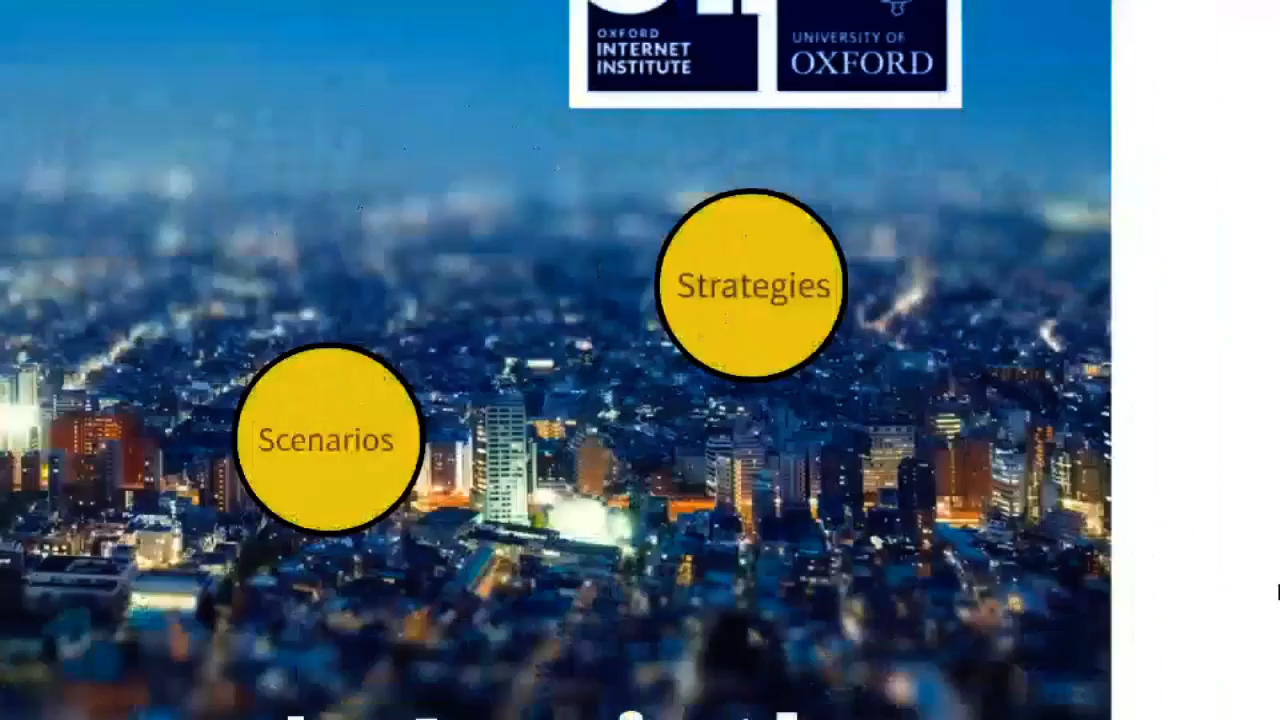 OXFORD
INTERNET
INSTITUTE
UNIVERSITY OF
OXFORD
Strategies
Scenarios